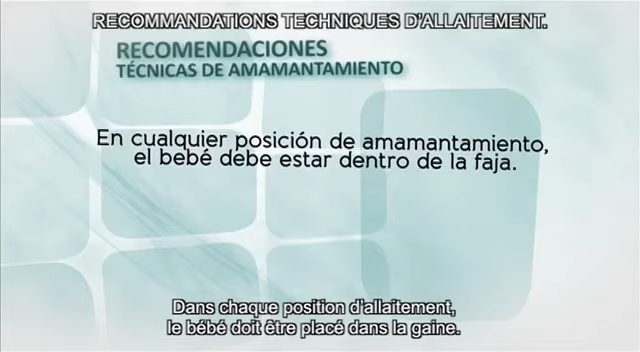 RECOMMANDATIONS TECHNIQUES D'ALLAITEMENT.
RECOMENDACIONES
TÉCNICAS DE AMAMANTAMIENTO
En cualquier posición de amamantamiento,
el bebé debe estar dentro de la faja.
Dans chaque position d'allaitement,
le bébé doit être placé dans la gaine.